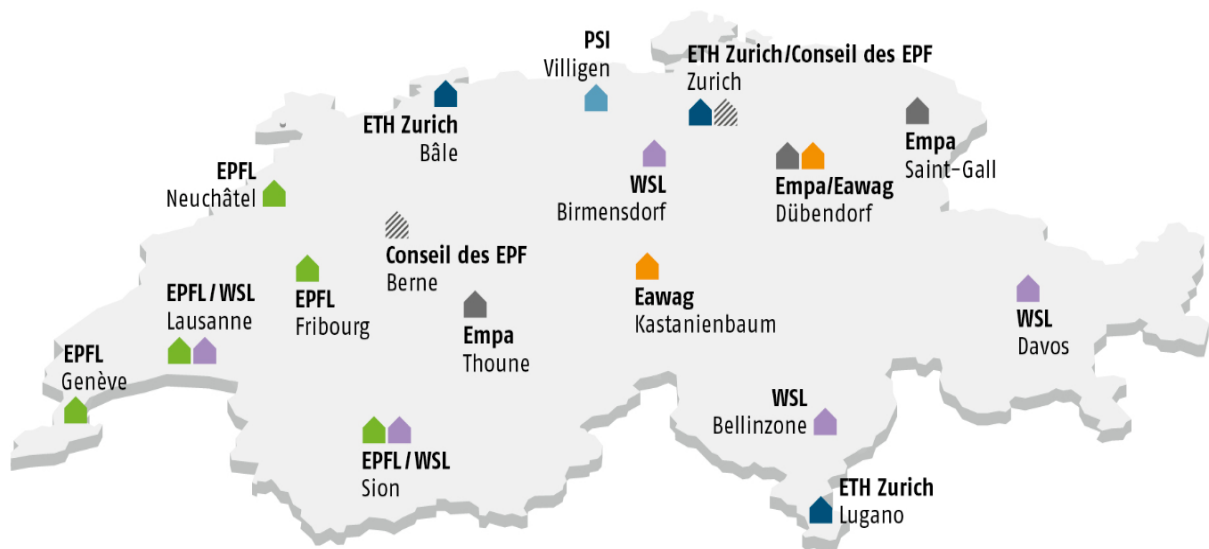 PSI
Villigen
ETH Zurich/Conseil des EPF
Zurich
ETH Zurich
Bâle
Empa
Saint-Gall
EPFL
Neuchâtel
WSL
Birmensdorf
Empa/Eawag
Dübendorf
Conseil des EPF
Berne
EPFL/WSL
Lausanne
EPFL
Fribourg
Empa
Thoune
Eawag
Kastanienbaum
WSL
Davos
EPFL
Genève
WSL
Bellinzone
EPFL/WSL
Sion
ETH Zurich
Lugano